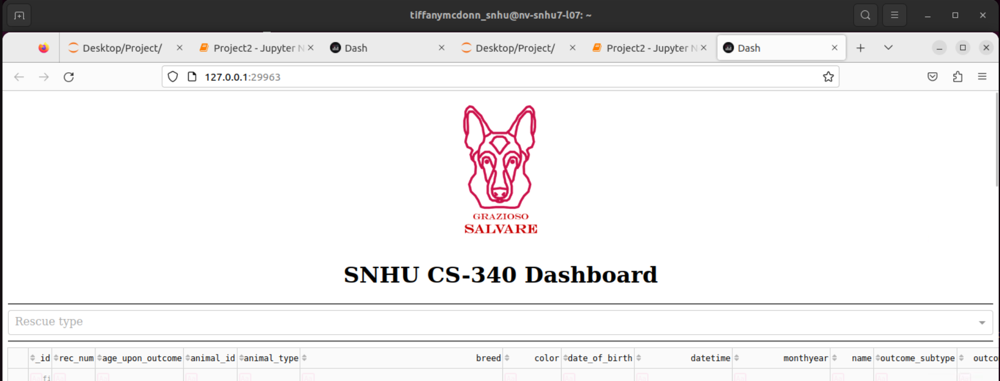 tiffanymcdonn_snhu@nv-snhu7-l07: ~
Desktop/Project/ Project2 - Jupyter N Dash Desktop/Project/ Project2 - Jupyter N Dash
127.0.0.1:29963
GRAZIOSO
SALVARE
SNHU CS-340 Dashboard
Rescue type
_id rec_num age_upon_outcome animal_id animal_type breed color date_of_birth datetime monthyear name outcome_subtype outco